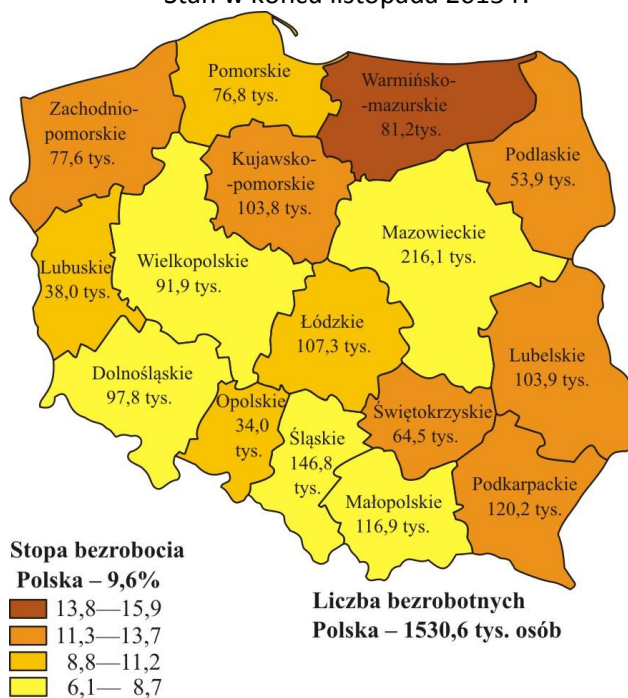 Stan w końcu listopada 2015 r.
Pomorskie
76,8 tys.
Warmińsko-
-mazurskie
81,2tys.
Zachodnio-
pomorskie
77,6 tys.
Kujawsko-
-pomorskie
103,8 tys.
Podlaskie
53,9 tys.
Mazowieckie
216,1 tys.
Lubuskie
38,0 tys.
Wielkopolskie
91,9 tys.
Łódzkie
107,3 tys.
Lubelskie
103,9 tys.
Dolnośląskie
97,8 tys.
Opolskie
34,0
tys.
Śląskie
146,8
tys.
Świętokrzyskie
64,5 tys.
Małopolskie
116,9 tys.
Podkarpackie
120,2 tys.
Stopa bezrobocia
Polska – 9,6%
13,8—15,9
11,3—13,7
8,8—11,2
6,1— 8,7
Liczba bezrobotnych
Polska – 1530,6 tys. osób